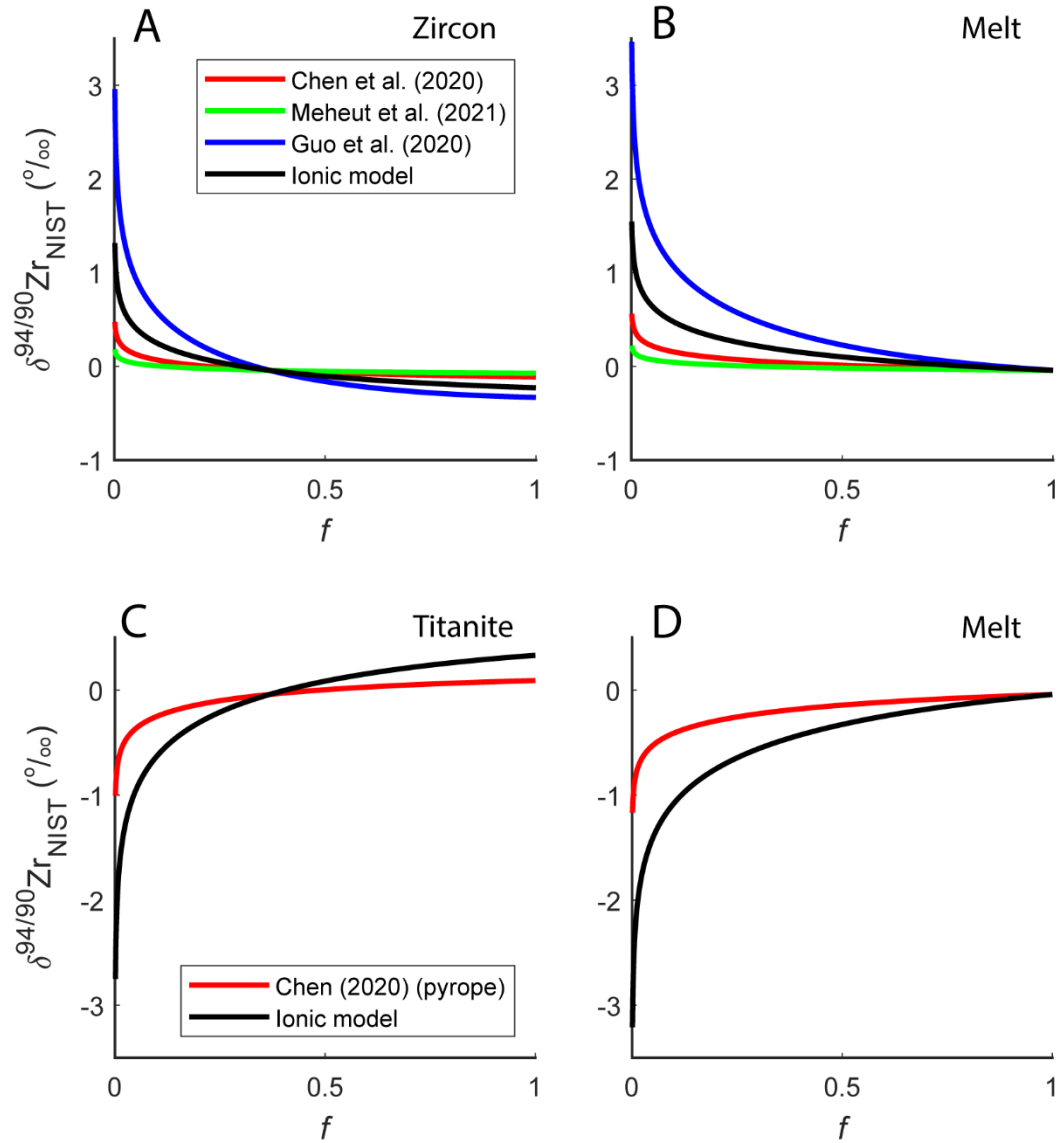 A Zircon
Chen et al. (2020)
Meheut et al. (2021)
Guo et al. (2020)
Ionic model
3
2
1
0
-1
0 0.5 1
f
δ94/90ZrNIST (o/oo)
B Melt
3
2
1
0
-1
0 0.5 1
f
C Titanite
Chen (2020) (pyrope)
Ionic model
0
-1
-2
-3
0 0.5 1
f
δ94/90ZrNIST (o/oo)
D Melt
0
-1
-2
-3
0 0.5 1
f